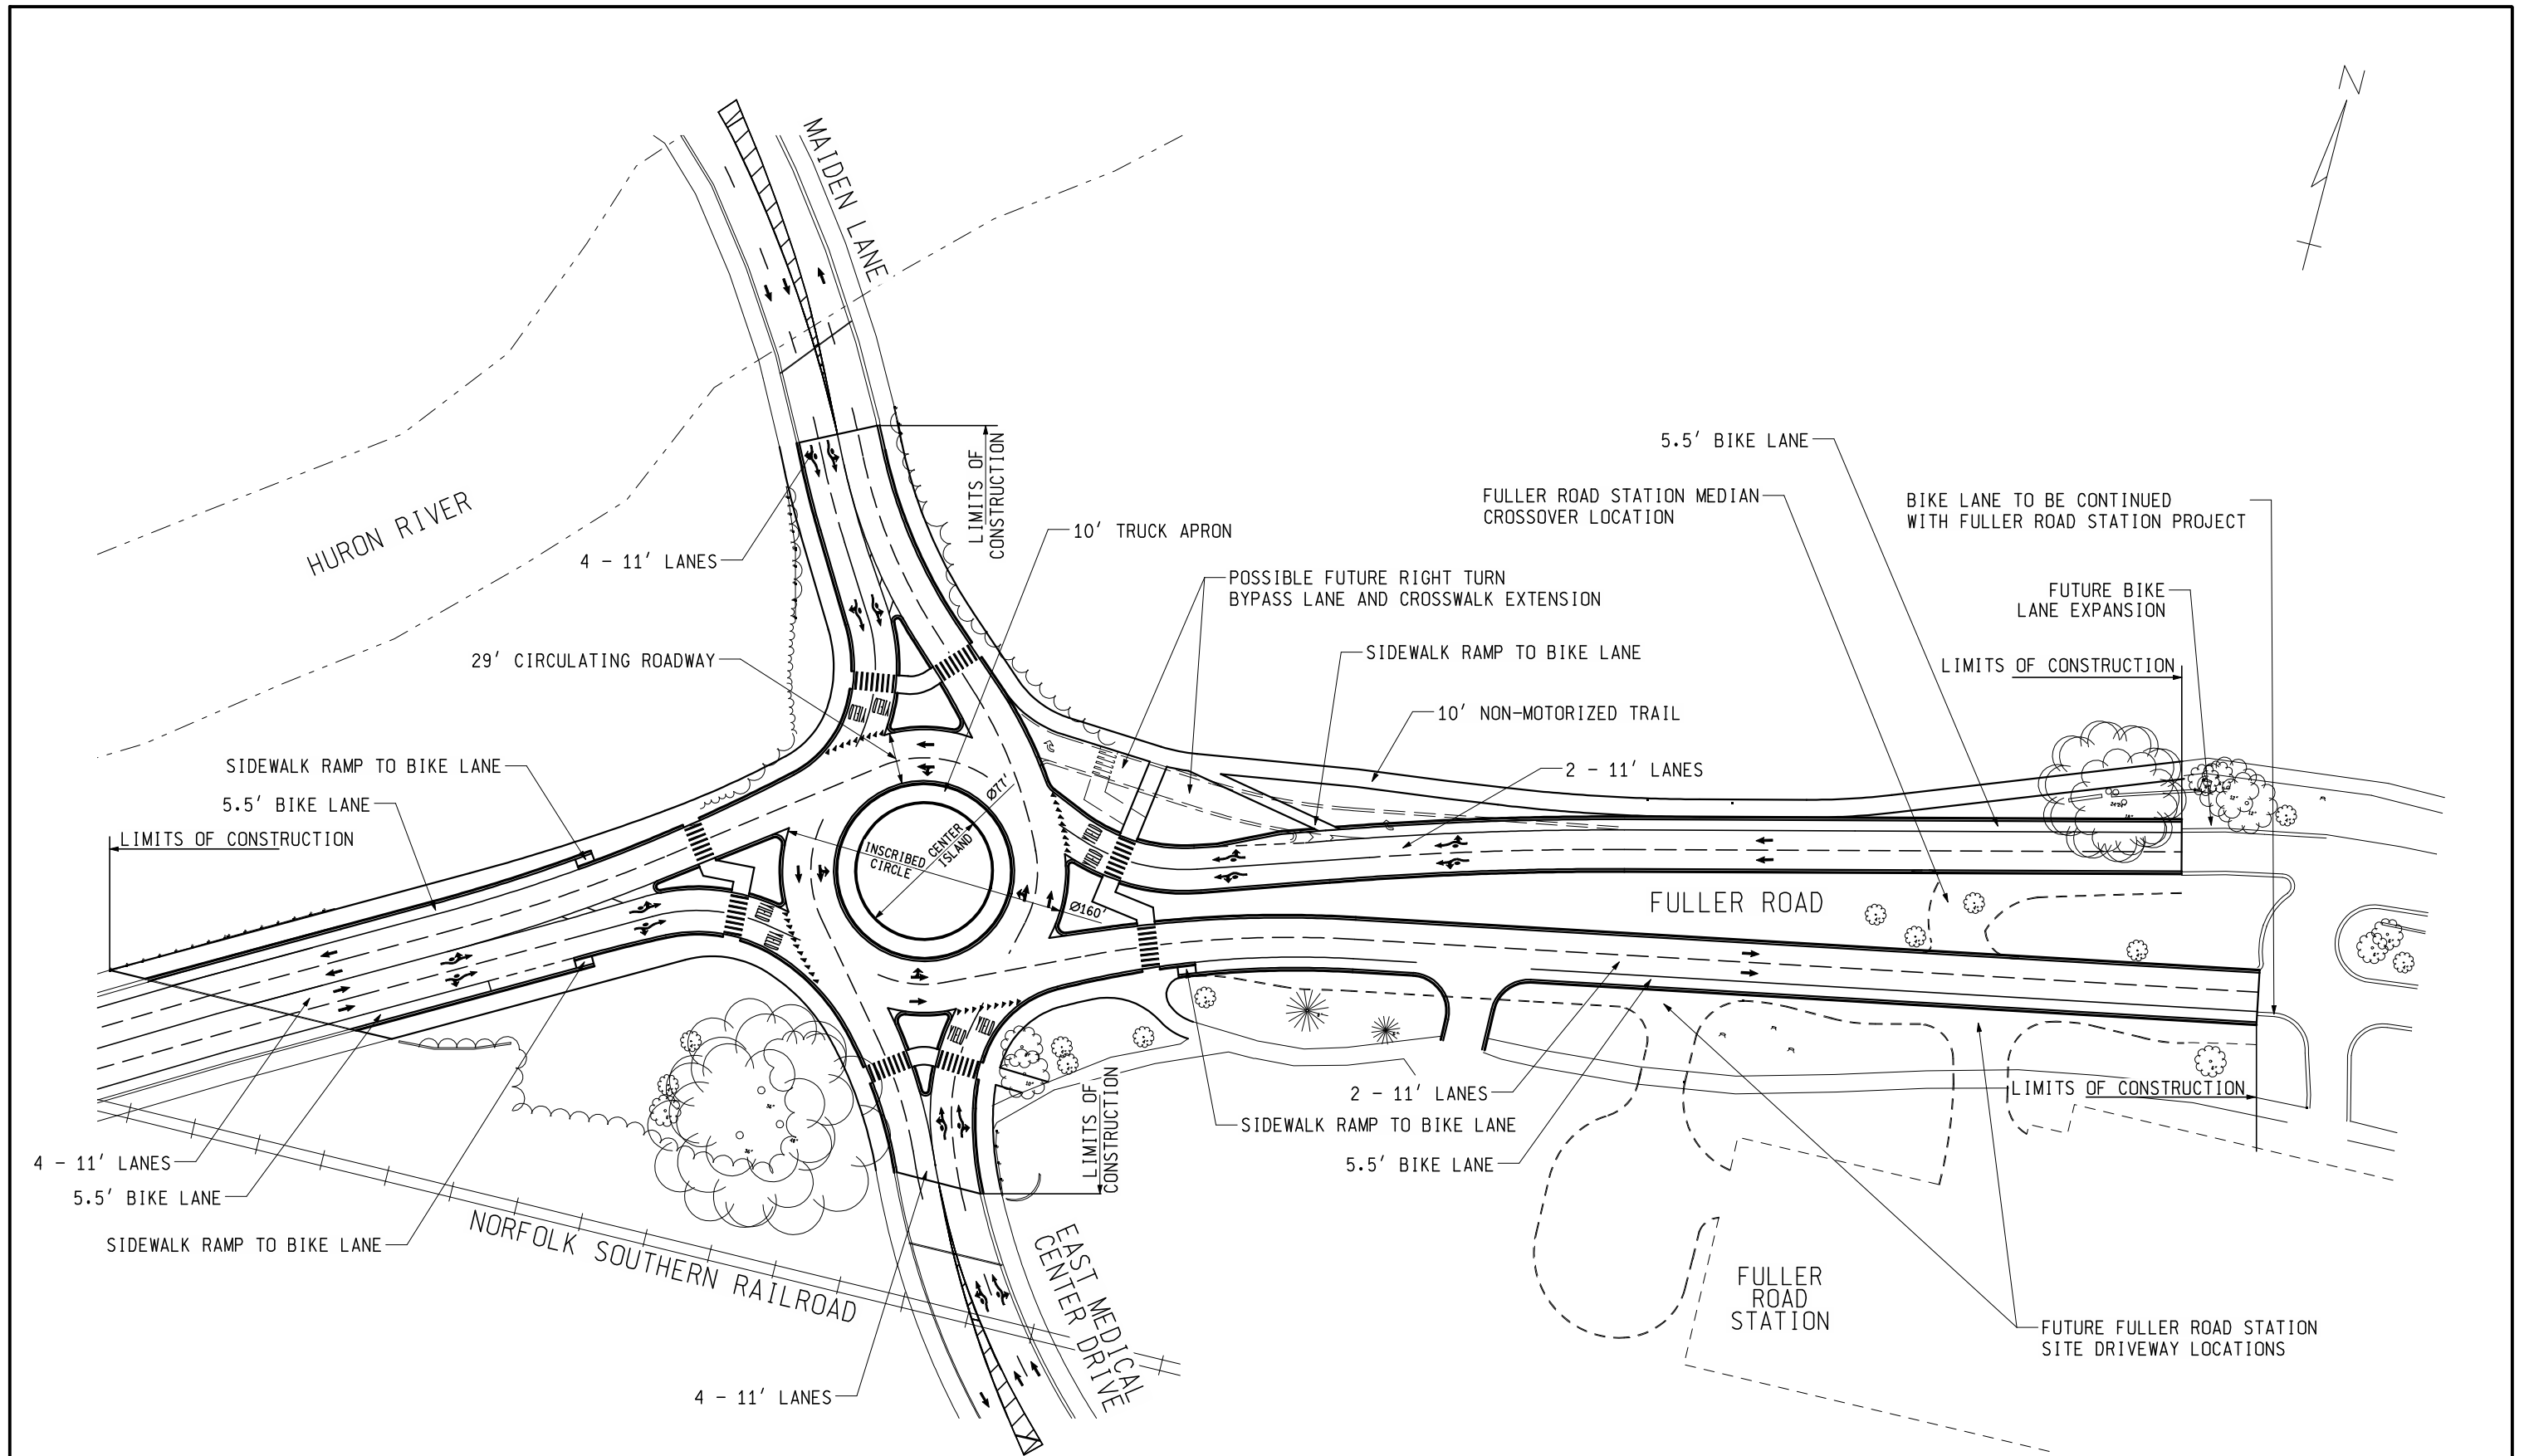 N
MAIDEN LANE
HURON RIVER
LIMITS OF
CONSTRUCTION
5.5' BIKE LANE
FULLER ROAD STATION MEDIAN
CROSSOVER LOCATION
BIKE LANE TO BE CONTINUED
WITH FULLER ROAD STATION PROJECT
10' TRUCK APRON
4 - 11' LANES
POSSIBLE FUTURE RIGHT TURN
BYPASS LANE AND CROSSWALK EXTENSION
FUTURE BIKE
LANE EXPANSION
29' CIRCULATING ROADWAY
SIDEWALK RAMP TO BIKE LANE
LIMITS OF CONSTRUCTION
10' NON-MOTORIZED TRAIL
YIELD
YIELD
SIDEWALK RAMP TO BIKE LANE
2 - 11' LANES
5.5' BIKE LANE
LIMITS OF CONSTRUCTION
Ø77'
CENTER
ISLAND
INSCRIBED
CIRCLE
Ø160'
YIELD
YIELD
YIELD
YIELD
FULLER ROAD
YIELD
YIELD
2 - 11' LANES
SIDEWALK RAMP TO BIKE LANE
5.5' BIKE LANE
LIMITS OF CONSTRUCTION
LIMITS OF
CONSTRUCTION
4 - 11' LANES
5.5' BIKE LANE
SIDEWALK RAMP TO BIKE LANE
NORFOLK SOUTHERN RAILROAD
EAST MEDICAL
CENTER DRIVE
FULLER
ROAD
STATION
FUTURE FULLER ROAD STATION
SITE DRIVEWAY LOCATIONS
4 - 11' LANES